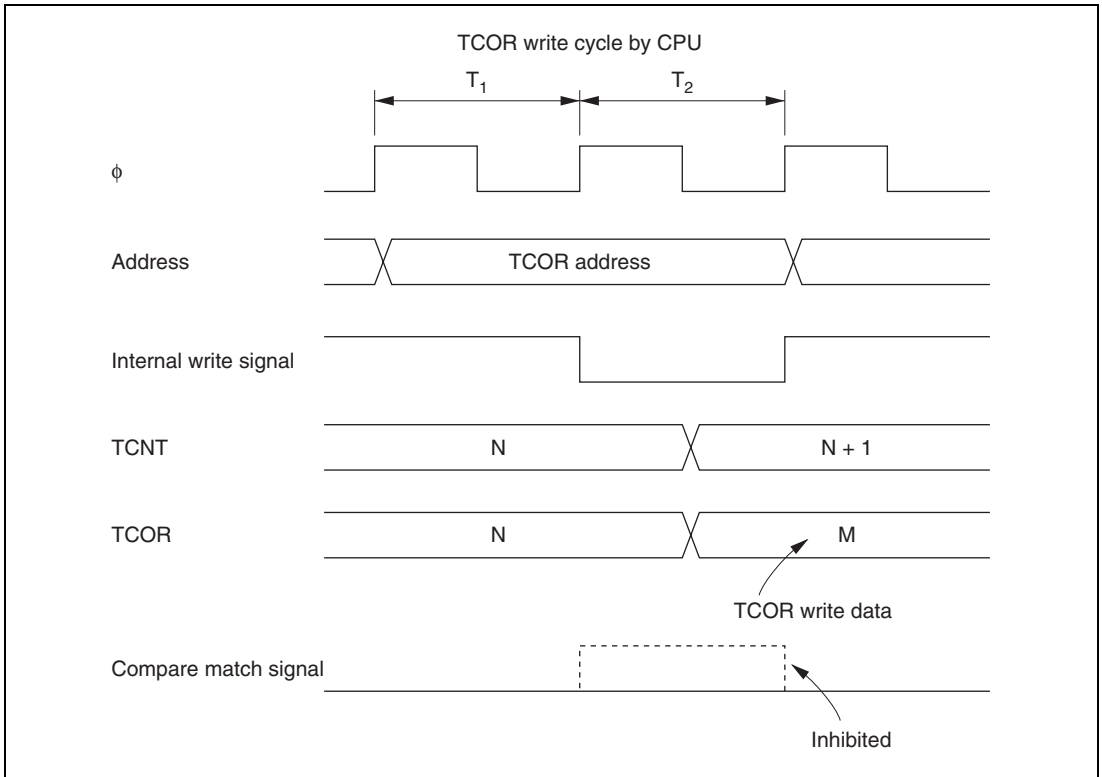 TCOR write cycle by CPU
T1 T2
φ
Address TCOR address
Internal write signal
TCNT N N + 1
TCOR N M
TCOR write data
Compare match signal
Inhibited